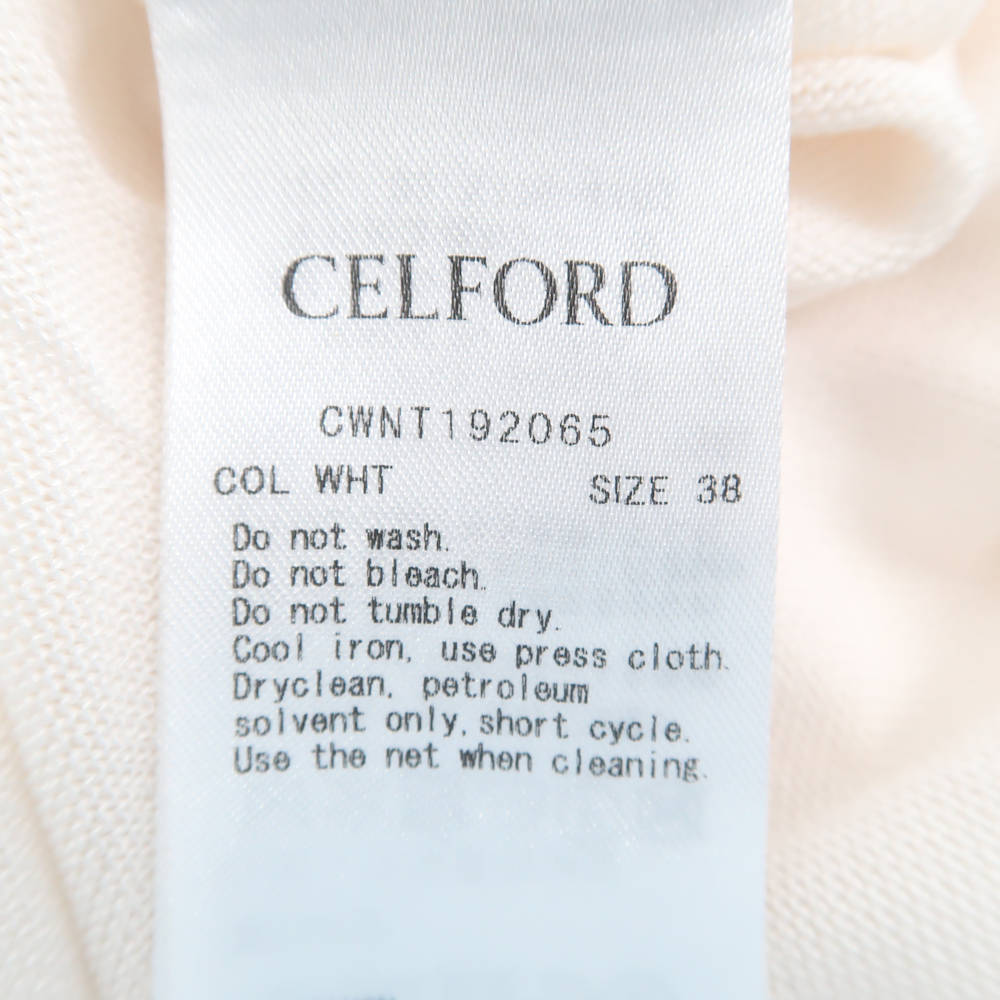 CELFORD
CWNT192065
COL WHT SIZE 38
Do not wash.
Do not bleach.
Do not tumble dry.
Cool iron, use press cloth.
Dryclean, petroleum
solvent only, short cycle.
Use the net when cleaning.